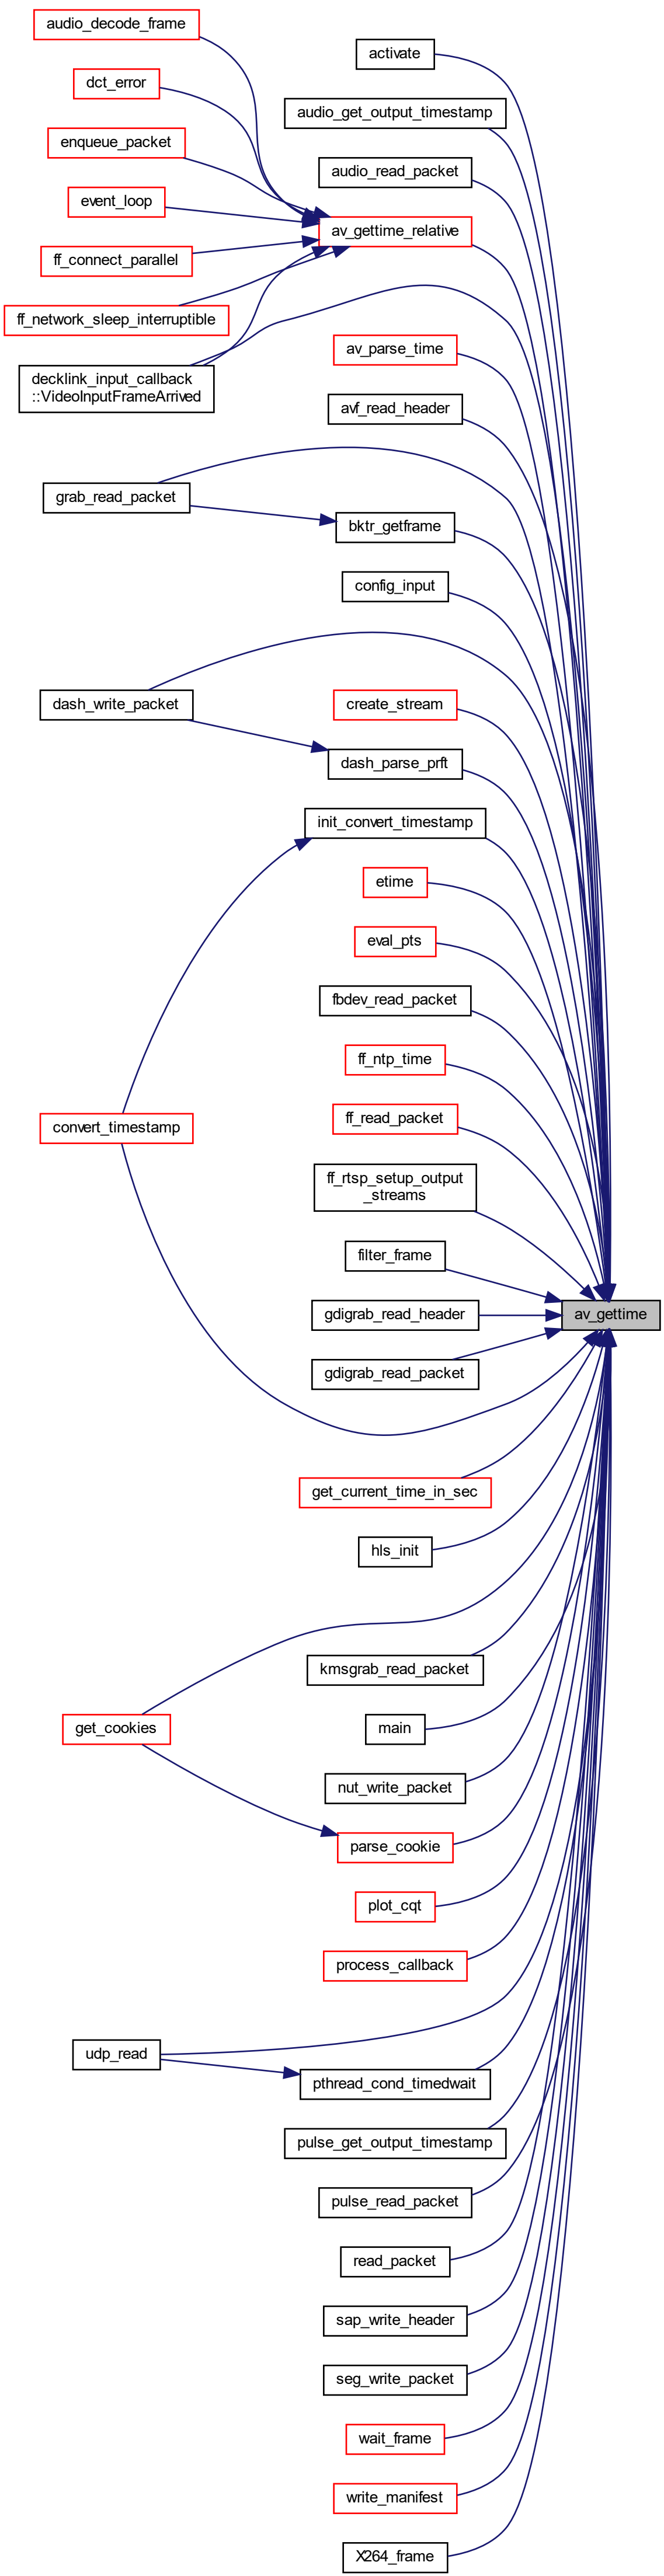 audio_decode_frame
activate
dct_error
audio_get_output_timestamp
enqueue_packet
audio_read_packet
event_loop
av_gettime_relative
ff_connect_parallel
ff_network_sleep_interruptible
av_parse_time
decklink_input_callback
::VideoInputFrameArrived
avf_read_header
grab_read_packet
bktr_getframe
config_input
dash_write_packet
create_stream
dash_parse_prft
init_convert_timestamp
etime
eval_pts
fbdev_read_packet
ff_ntp_time
ff_read_packet
convert_timestamp
ff_rtsp_setup_output
_streams
filter_frame
gdigrab_read_header
av_gettime
gdigrab_read_packet
get_current_time_in_sec
hls_init
kmsgrab_read_packet
get_cookies
main
nut_write_packet
parse_cookie
plot_cqt
process_callback
udp_read
pthread_cond_timedwait
pulse_get_output_timestamp
pulse_read_packet
read_packet
sap_write_header
seg_write_packet
wait_frame
write_manifest
X264_frame